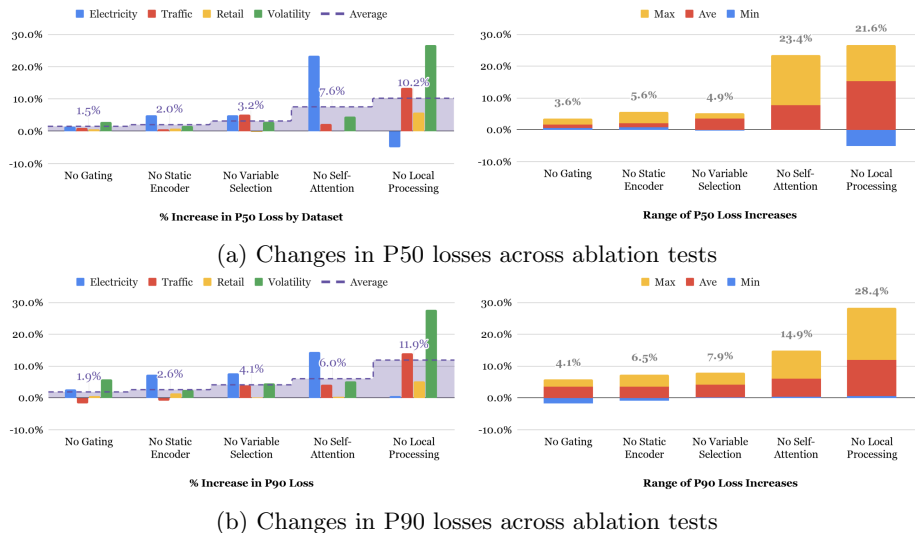 Electricity Traffic Retail Volatility Average
30.0%
20.0%
10.0%
0.0%
-10.0%
1.5%
2.0%
3.2%
7.6%
10.2%
No Gating
No Static Encoder
No Variable Selection
No Self-Attention
No Local Processing
% Increase in P50 Loss by Dataset
Max Ave Min
30.0%
20.0%
10.0%
0.0%
-10.0%
3.6%
5.6%
4.9%
23.4%
21.6%
No Gating
No Static Encoder
No Variable Selection
No Self-Attention
No Local Processing
Range of P50 Loss Increases
(a) Changes in P50 losses across ablation tests
Electricity Traffic Retail Volatility Average
30.0%
20.0%
10.0%
0.0%
-10.0%
1.9%
2.6%
4.1%
6.0%
11.9%
No Gating
No Static Encoder
No Variable Selection
No Self-Attention
No Local Processing
% Increase in P90 Loss
Max Ave Min
30.0%
20.0%
10.0%
0.0%
-10.0%
4.1%
6.5%
7.9%
14.9%
28.4%
No Gating
No Static Encoder
No Variable Selection
No Self-Attention
No Local Processing
Range of P90 Loss Increases
(b) Changes in P90 losses across ablation tests